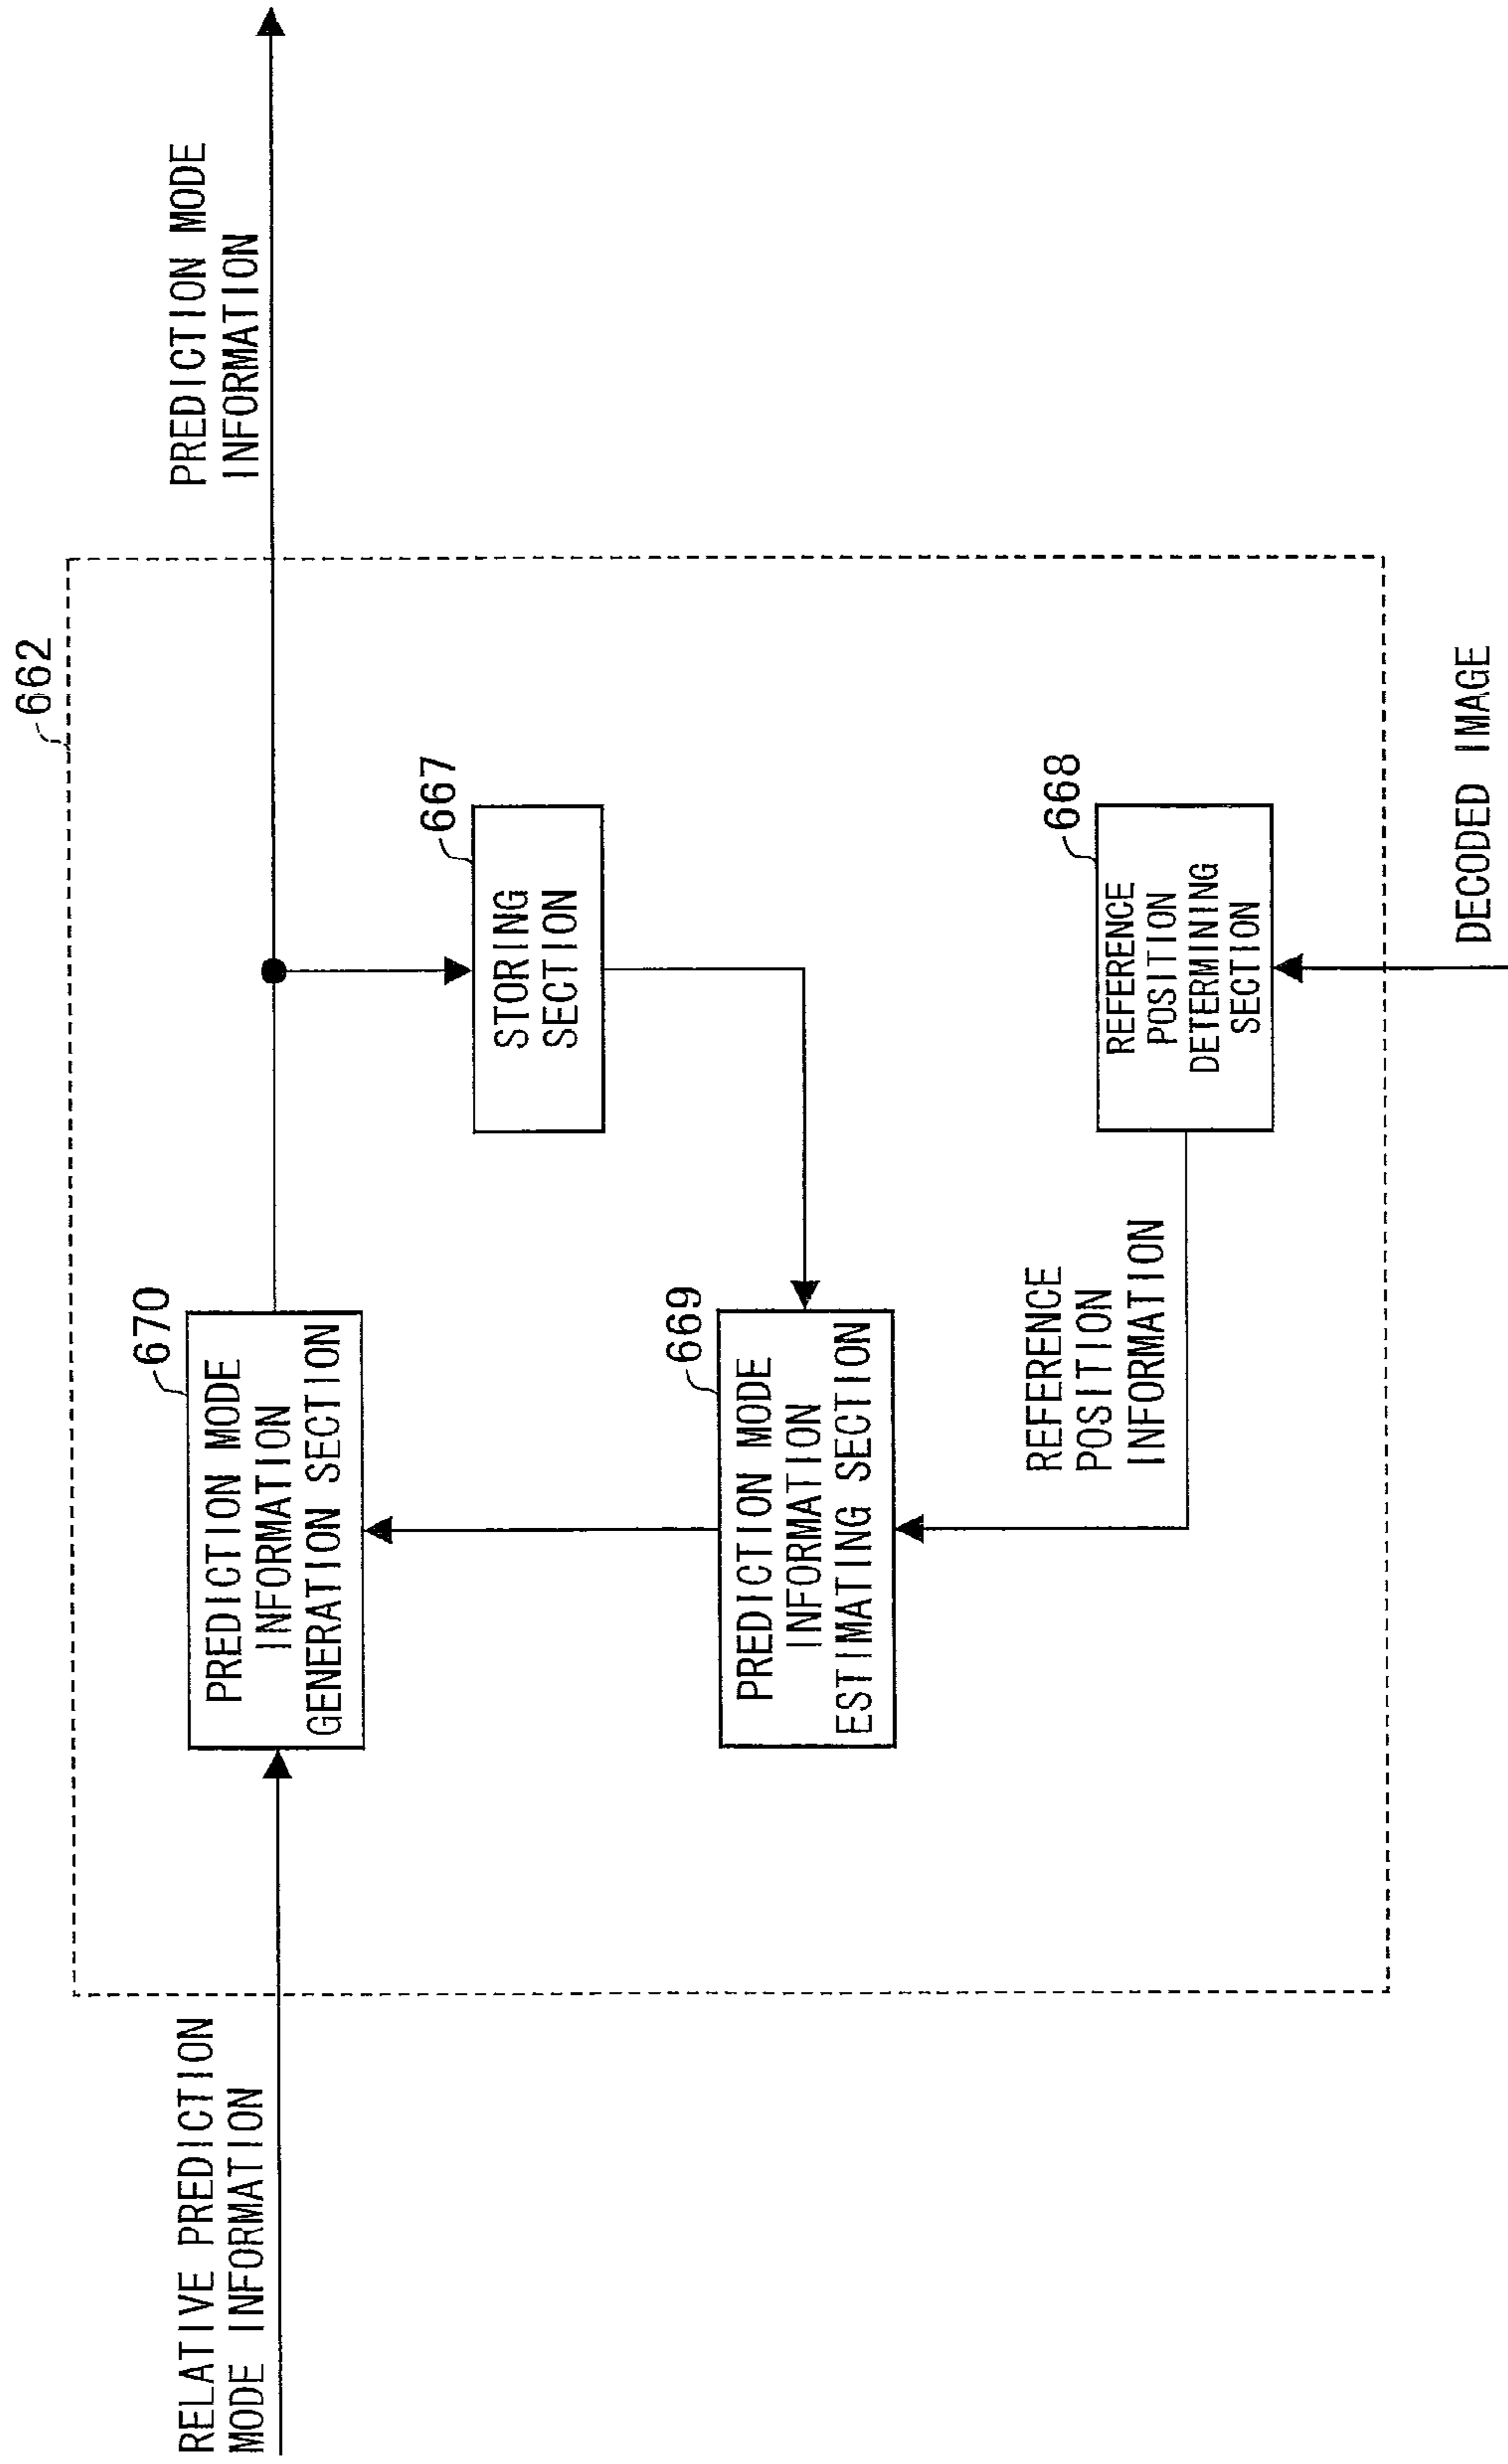 662
RELATIVE PREDICTION
MODE INFORMATION
670
PREDICTION MODE
INFORMATION
GENERATION SECTION
PREDICTION MODE
INFORMATION
667
STORING
SECTION
669
PREDICTION MODE
INFORMATION
ESTIMATING SECTION
668
REFERENCE
POSITION
DETERMINING
SECTION
REFERENCE
POSITION
INFORMATION
DECODED IMAGE